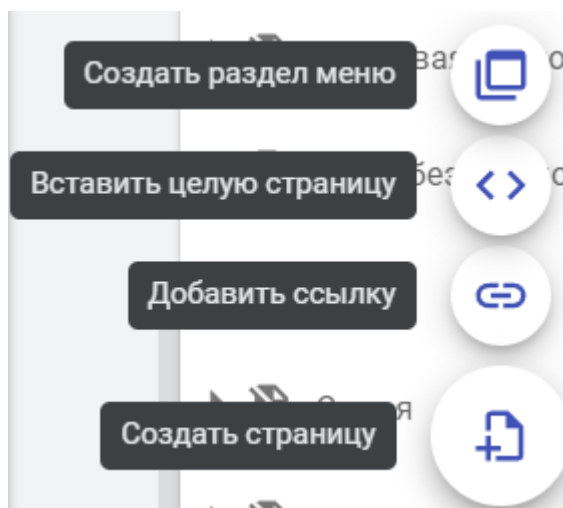 Создать раздел меню
Вставить целую страницу
Добавить ссылку
Создать страницу